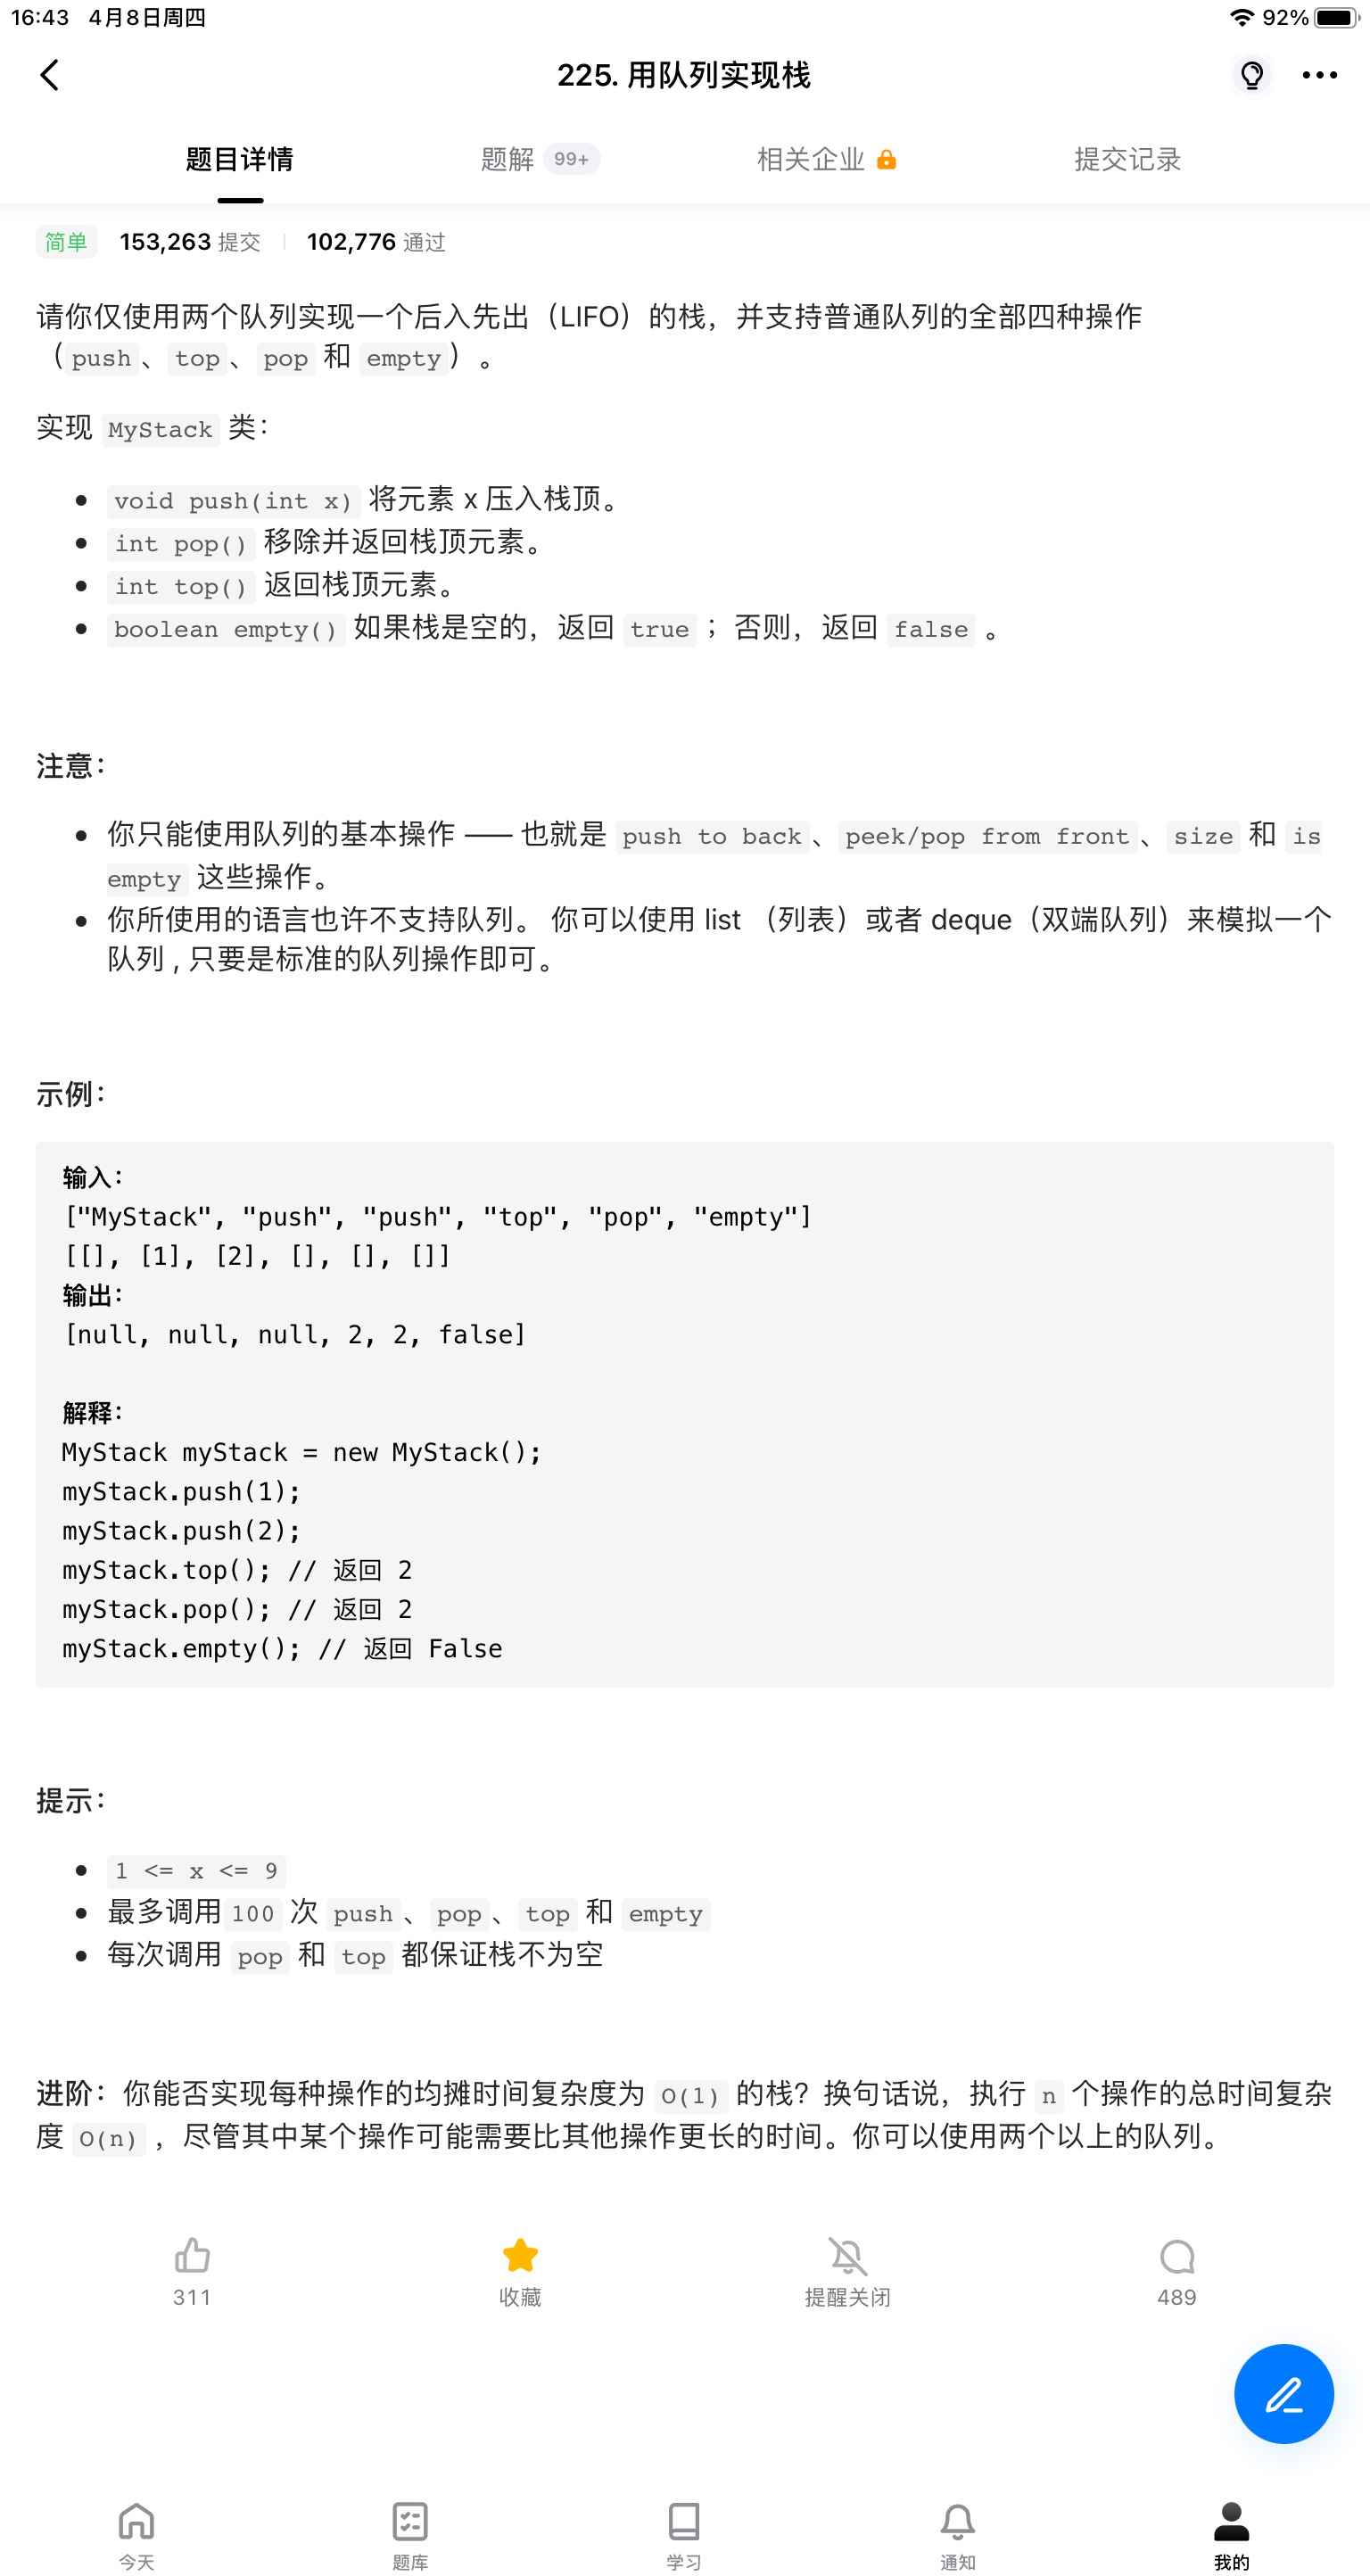 16:43 4月8日周四
92%
225. 用队列实现栈
题目详情 题解 99+ 相关企业 提交记录
简单 153,263 提交 102,776 通过
请你仅使用两个队列实现一个后入先出（LIFO）的栈，并支持普通队列的全部四种操作
（push、top、pop 和 empty）。
实现 MyStack 类：
void push(int x) 将元素 x 压入栈顶。
int pop() 移除并返回栈顶元素。
int top() 返回栈顶元素。
boolean empty() 如果栈是空的，返回 true ；否则，返回 false 。
注意：
你只能使用队列的基本操作 —— 也就是 push to back、peek/pop from front、size 和 is
empty 这些操作。
你所使用的语言也许不支持队列。 你可以使用 list （列表）或者 deque（双端队列）来模拟一个
队列 , 只要是标准的队列操作即可。
示例：
输入：
["MyStack", "push", "push", "top", "pop", "empty"]
[[], [1], [2], [], [], []]
输出：
[null, null, null, 2, 2, false]
解释：
MyStack myStack = new MyStack();
myStack.push(1);
myStack.push(2);
myStack.top(); // 返回 2
myStack.pop(); // 返回 2
myStack.empty(); // 返回 False
提示：
1 <= x <= 9
最多调用100 次 push、pop、top 和 empty
每次调用 pop 和 top 都保证栈不为空
进阶：你能否实现每种操作的均摊时间复杂度为 O(1) 的栈？换句话说，执行 n 个操作的总时间复杂
度 O(n) ，尽管其中某个操作可能需要比其他操作更长的时间。你可以使用两个以上的队列。
311 收藏 提醒关闭 489
今天 题库 学习 通知 我的